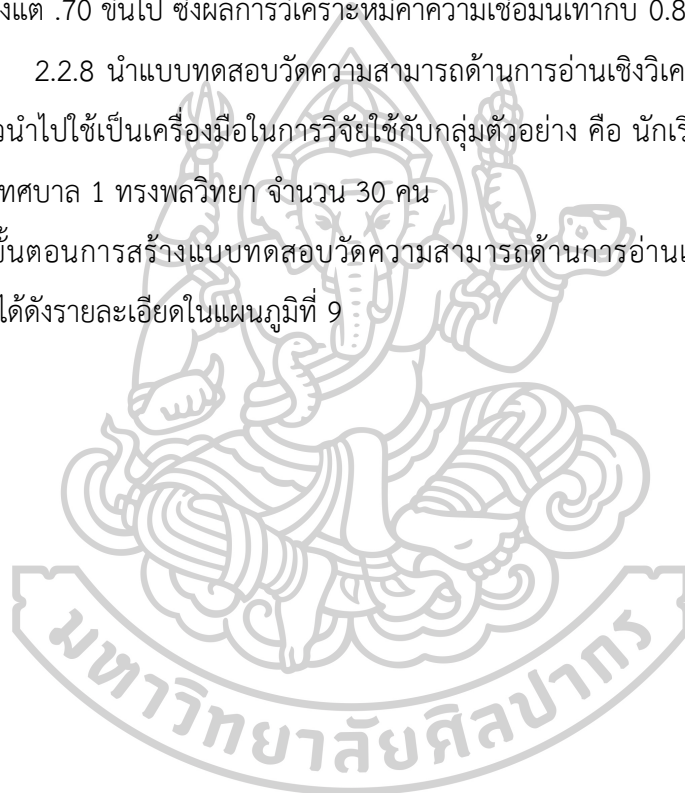 .70 ขึ้นไป ซึ่งผลการวิเคราะห์มีค่าความเชื่อมั่นเท่ากับ 0.8
2.2.8 นำแบบทดสอบวัดความสามารถด้านการอ่านเชิงวิเค
นำไปใช้เป็นเครื่องมือในการวิจัยใช้กับกลุ่มตัวอย่าง คือ นักเรี
ทศบาล 1 ทรงพลวิทยา จำนวน 30 คน
ขั้นตอนการสร้างแบบทดสอบวัดความสามารถด้านการอ่านเ
ได้ดังรายละเอียดในแผนภูมิที่ 9
มหาวิทยาลัยศิลปากร